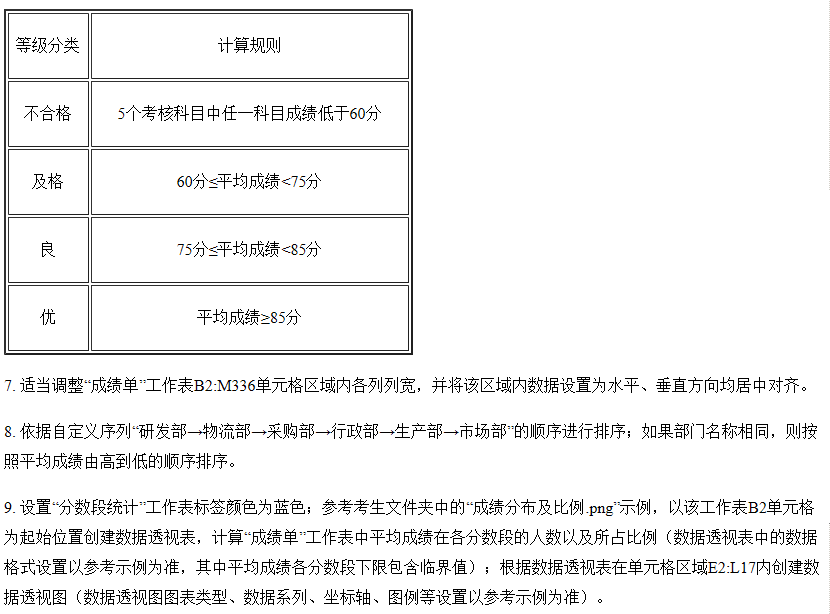 等级分类 计算规则
不合格 5个考核科目中任一科目成绩低于60分
及格 60分≤平均成绩<75分
良 75分≤平均成绩<85分
优 平均成绩≥85分
7. 适当调整“成绩单”工作表B2:M336单元格区域内各列列宽，并将该区域内数据设置为水平、垂直方向均居中对齐。
8. 依据自定义序列“研发部→物流部→采购部→行政部→生产部→市场部”的顺序进行排序；如果部门名称相同，则按
照平均成绩由高到低的顺序排序。
9. 设置“分数段统计”工作表标签颜色为蓝色；参考考生文件夹中的“成绩分布及比例.png”示例，以该工作表B2单元格
为起始位置创建数据透视表，计算“成绩单”工作表中平均成绩在各分数段的人数以及所占比例（数据透视表中的数据
格式设置以参考示例为准，其中平均成绩各分数段下限包含临界值）；根据数据透视表在单元格区域E2:L17内创建数
据透视图（数据透视图图表类型、数据系列、坐标轴、图例等设置以参考示例为准）。